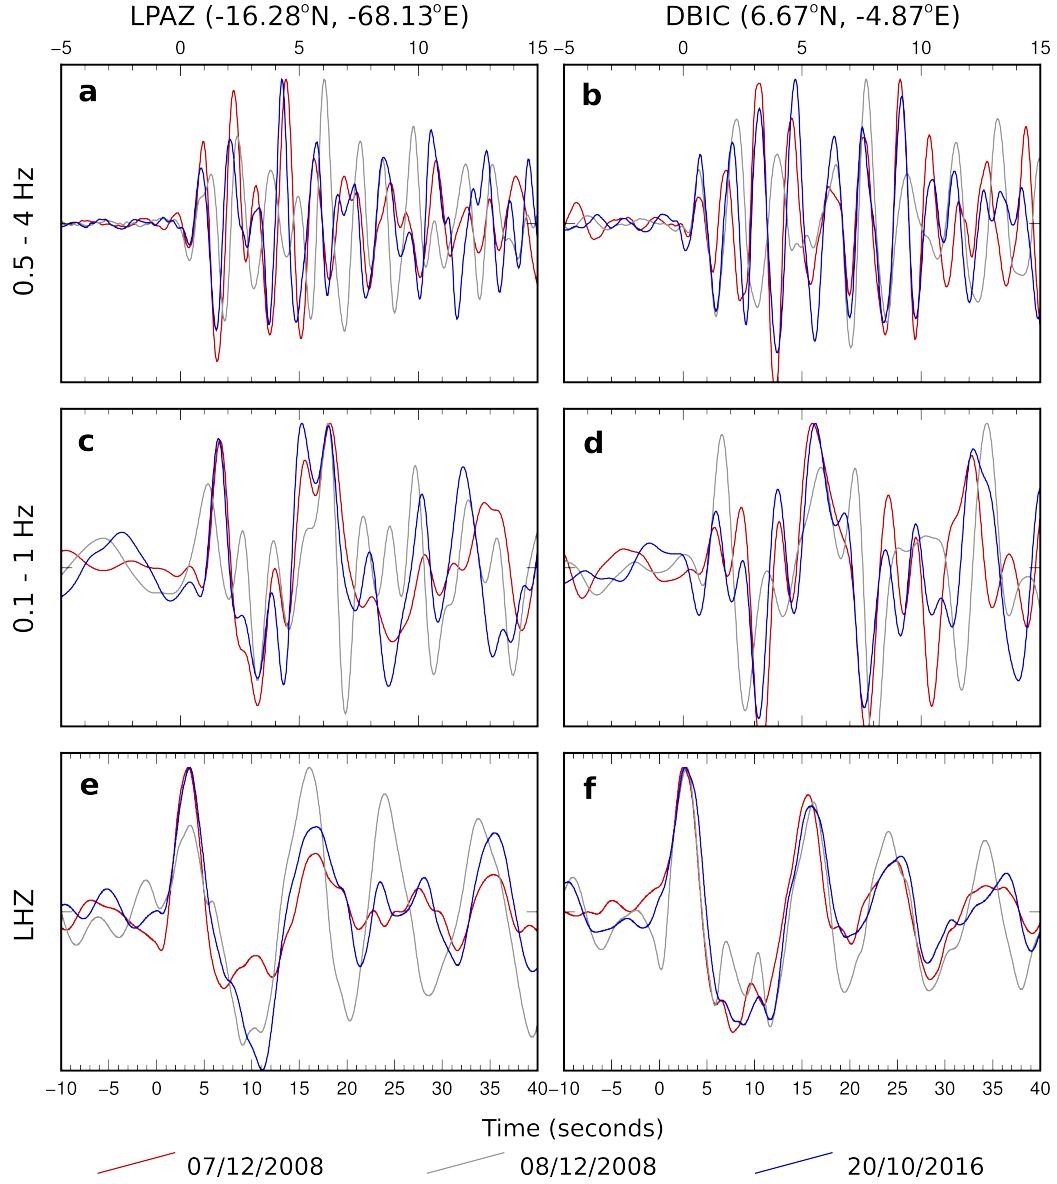 LPAZ (-16.28°N, -68.13°E) DBIC (6.67°N, -4.87°E)
−5 0 5 10 15 −5 0 5 10 15
a b
0.5 - 4 Hz
c d
0.1 - 1 Hz
e f
LHZ
−10 −5 0 5 10 15 20 25 30 35 40 −10 −5 0 5 10 15 20 25 30 35 40
Time (seconds)
07/12/2008 08/12/2008 20/10/2016